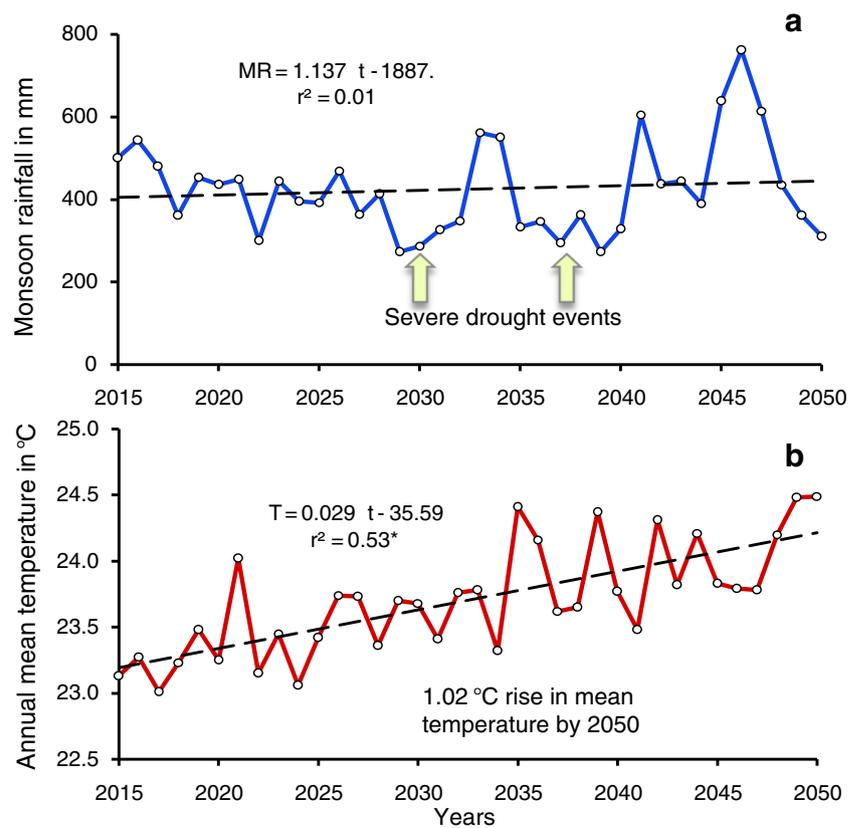 a
800
600
400
200
0
Monsoon rainfall in mm
MR = 1.137 t - 1887.
r² = 0.01
Severe drought events
2015 2020 2025 2030 2035 2040 2045 2050
b
25.0
24.5
24.0
23.5
23.0
22.5
Annual mean temperature in °C
T = 0.029 t - 35.59
r² = 0.53*
1.02 °C rise in mean
temperature by 2050
2015 2020 2025 2030 2035 2040 2045 2050
Years